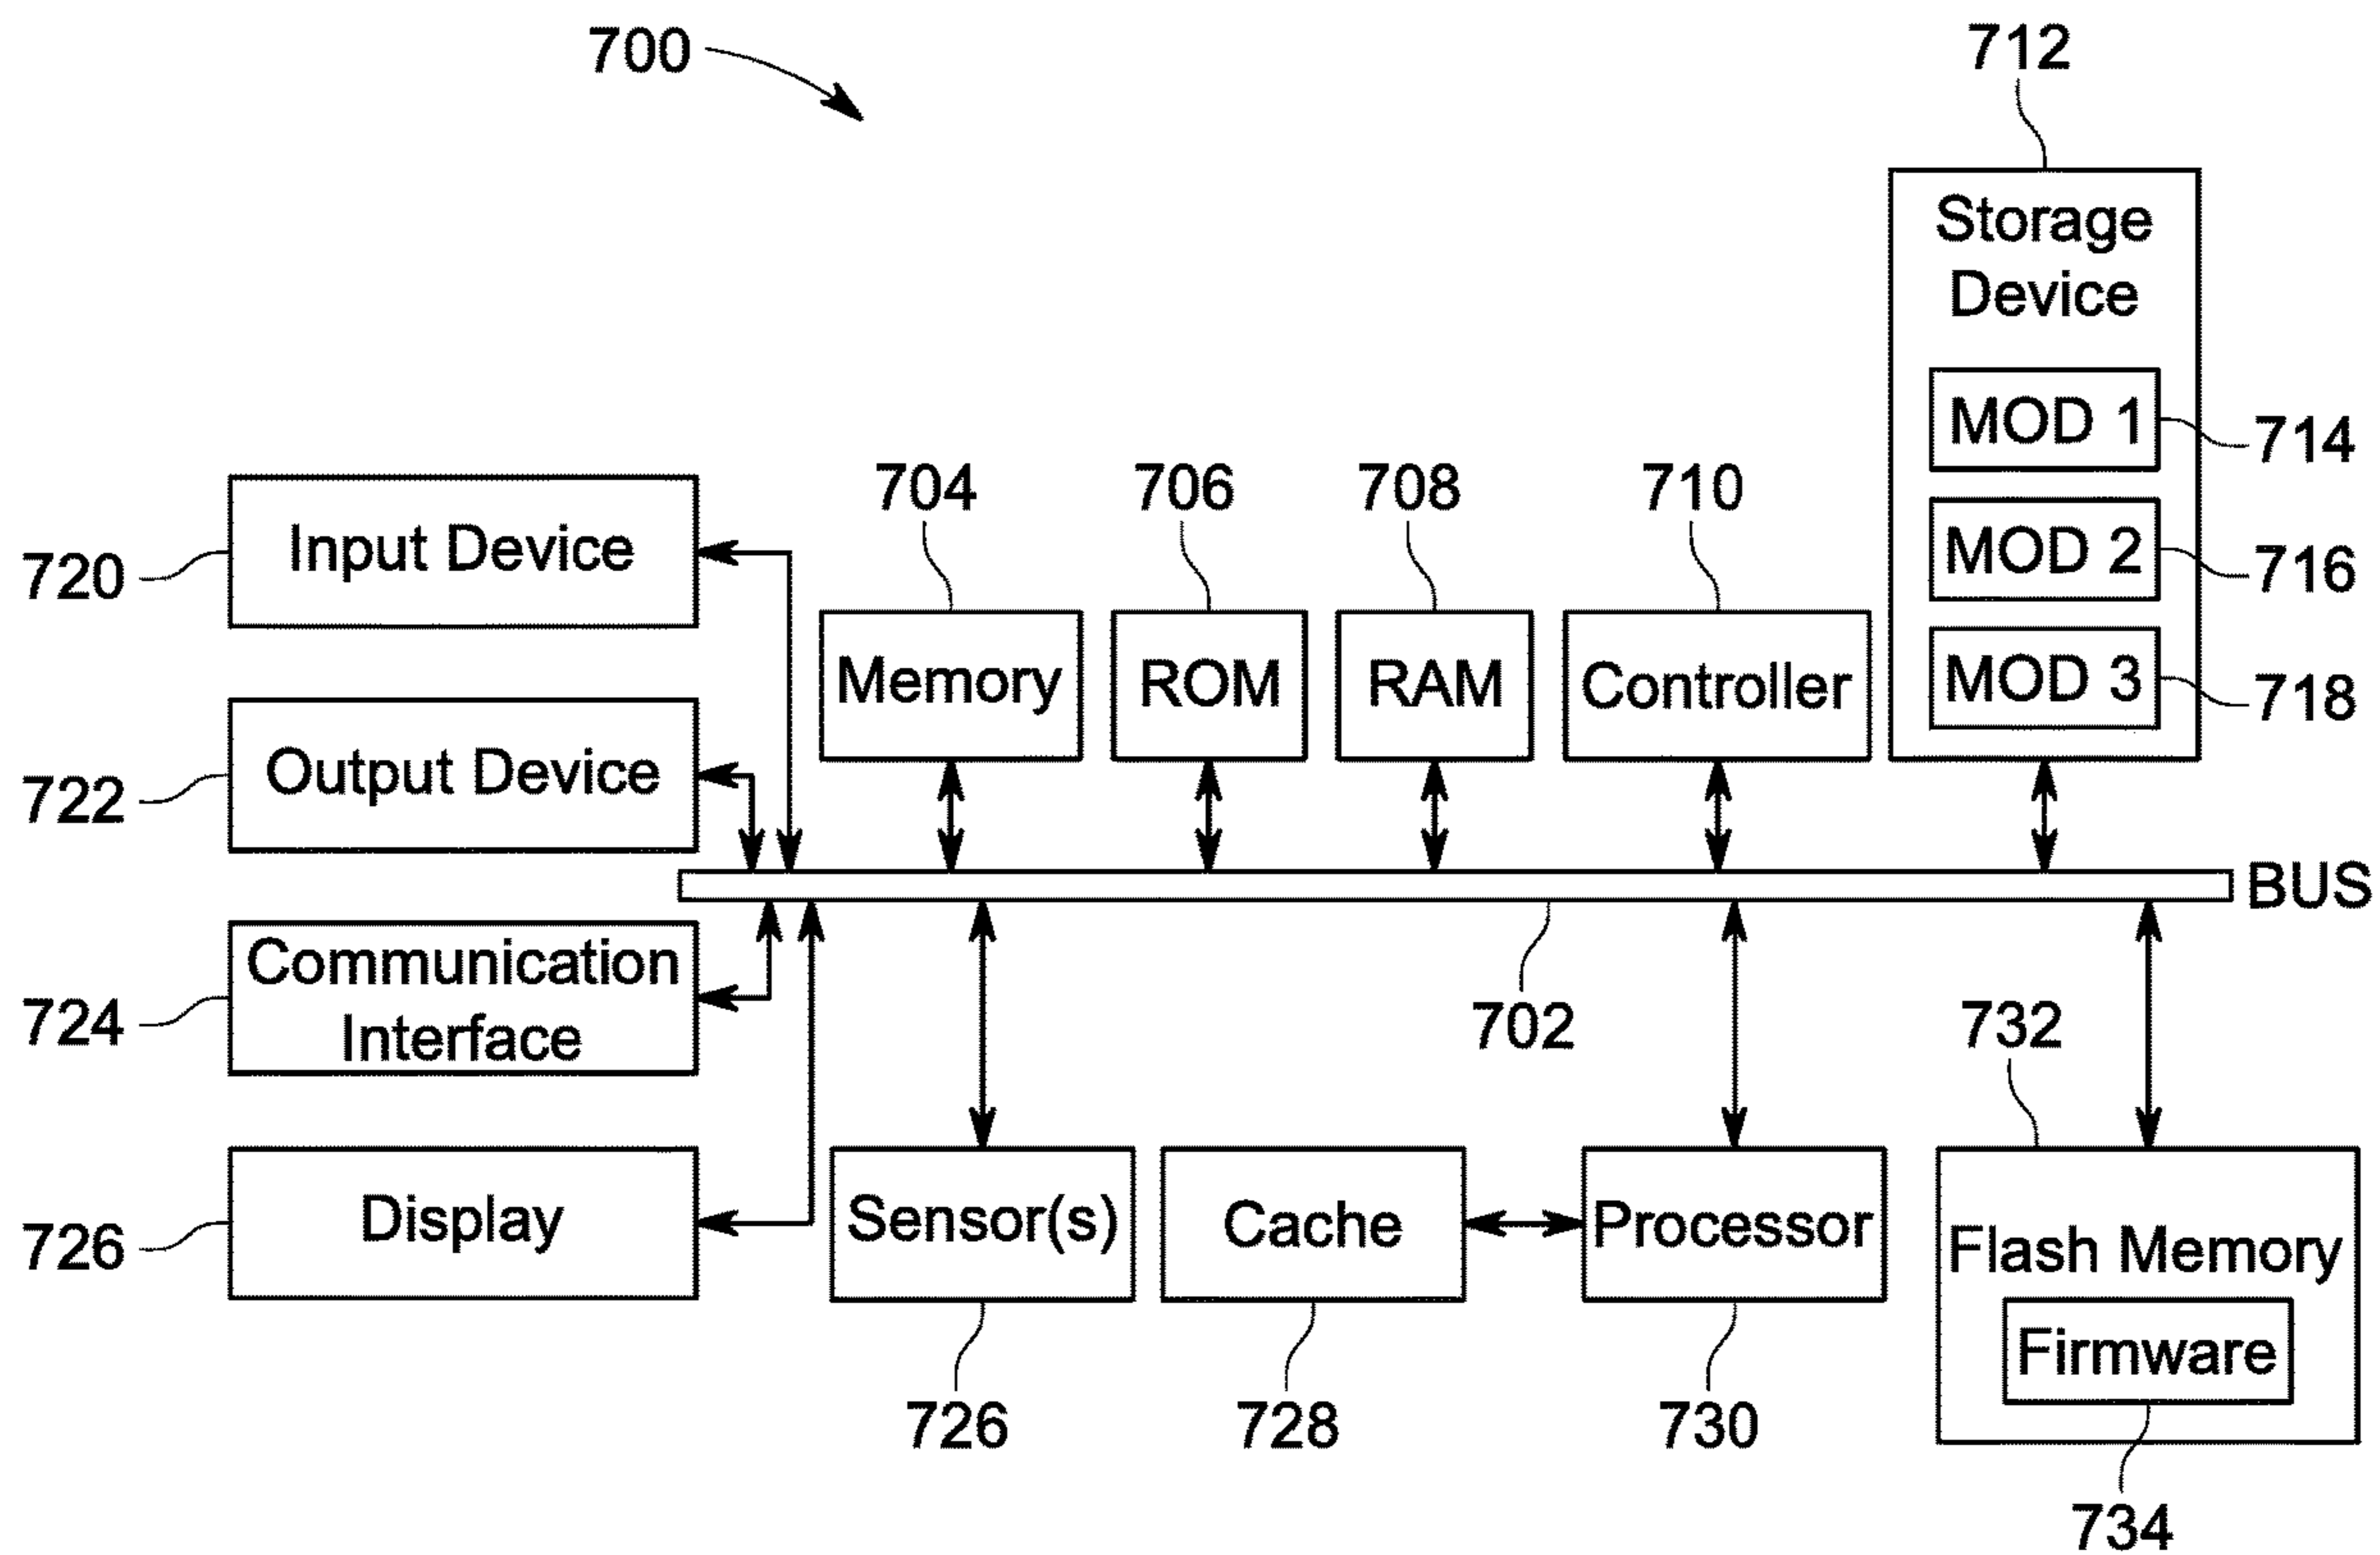 700
712
Storage
Device
MOD 1
714
MOD 2
716
MOD 3
718
704
706
708
710
Input Device
720
Memory
ROM
RAM
Controller
Output Device
722
BUS
Communication
Interface
724
702
732
Display
726
Sensor(s)
Cache
Processor
Flash Memory
Firmware
726
728
730
734